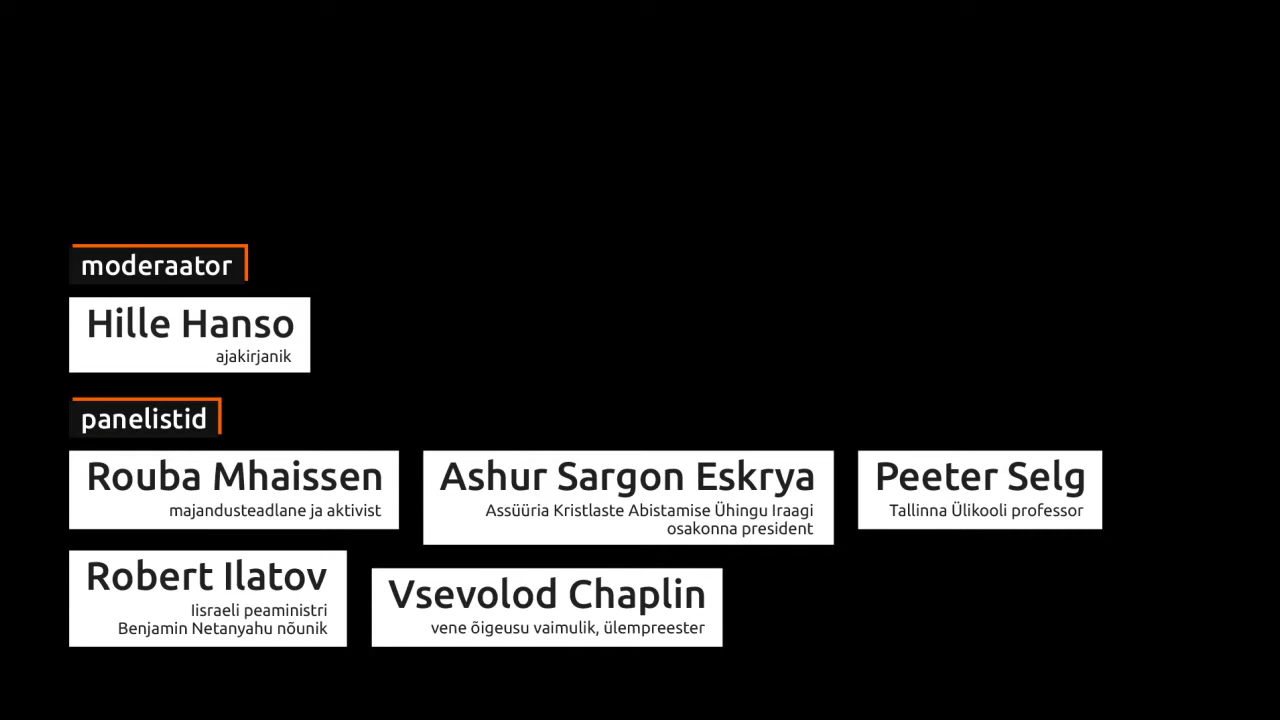 moderaator
Hille Hanso
ajakirjanik
panelistid
Rouba Mhaissen
majandusteadlane ja aktivist
Ashur Sargon Eskrya
Assüüria Kristlaste Abistamise Ühingu Iraagi
osakonna president
Peeter Selg
Tallinna Ülikooli professor
Robert Ilatov
Iisraeli peaministri
Benjamin Netanyahu nõunik
Vsevolod Chaplin
vene õigeusu vaimulik, ülempreester